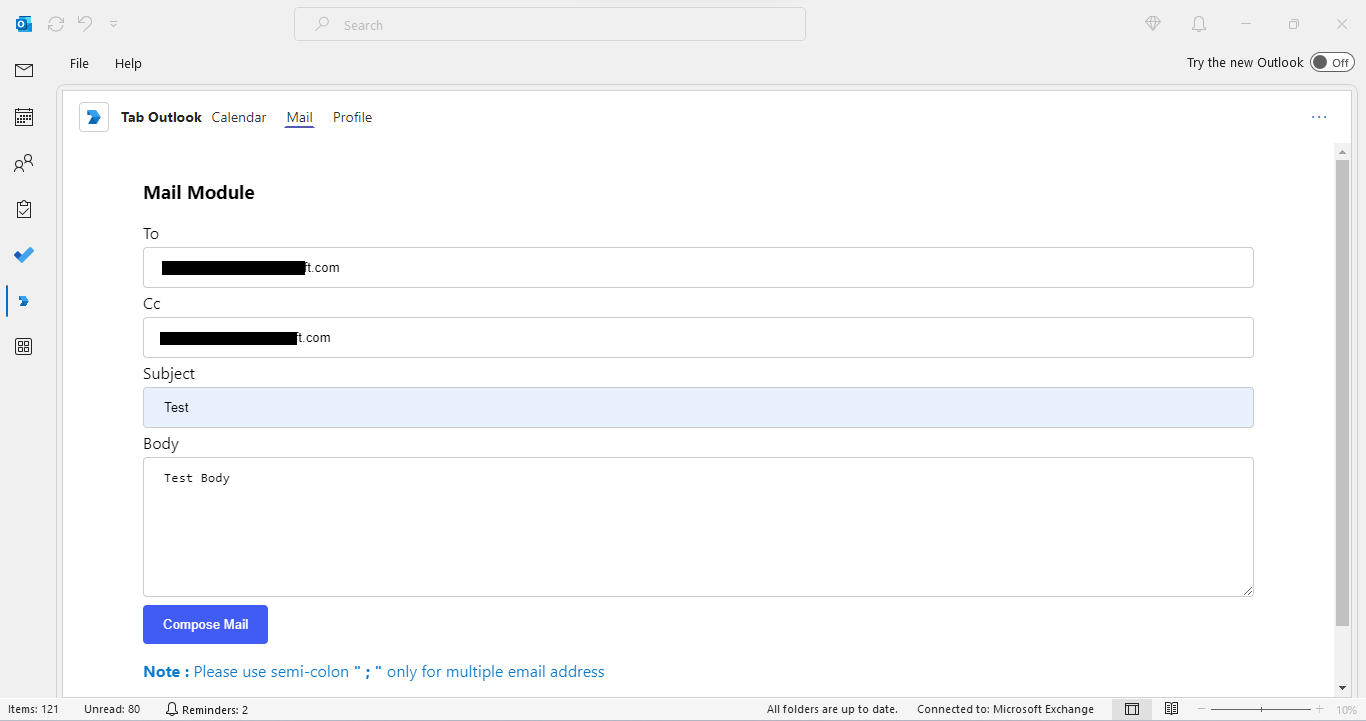 Search
File Help Try the new Outlook Off
Tab Outlook Calendar Mail Profile
Mail Module
To
ft.com
Cc
ft.com
Subject
Test
Body
Test Body
Compose Mail
Note : Please use semi-colon " ; " only for multiple email address
Items: 121 Unread: 80 Reminders: 2 All folders are up to date. Connected to: Microsoft Exchange 10%